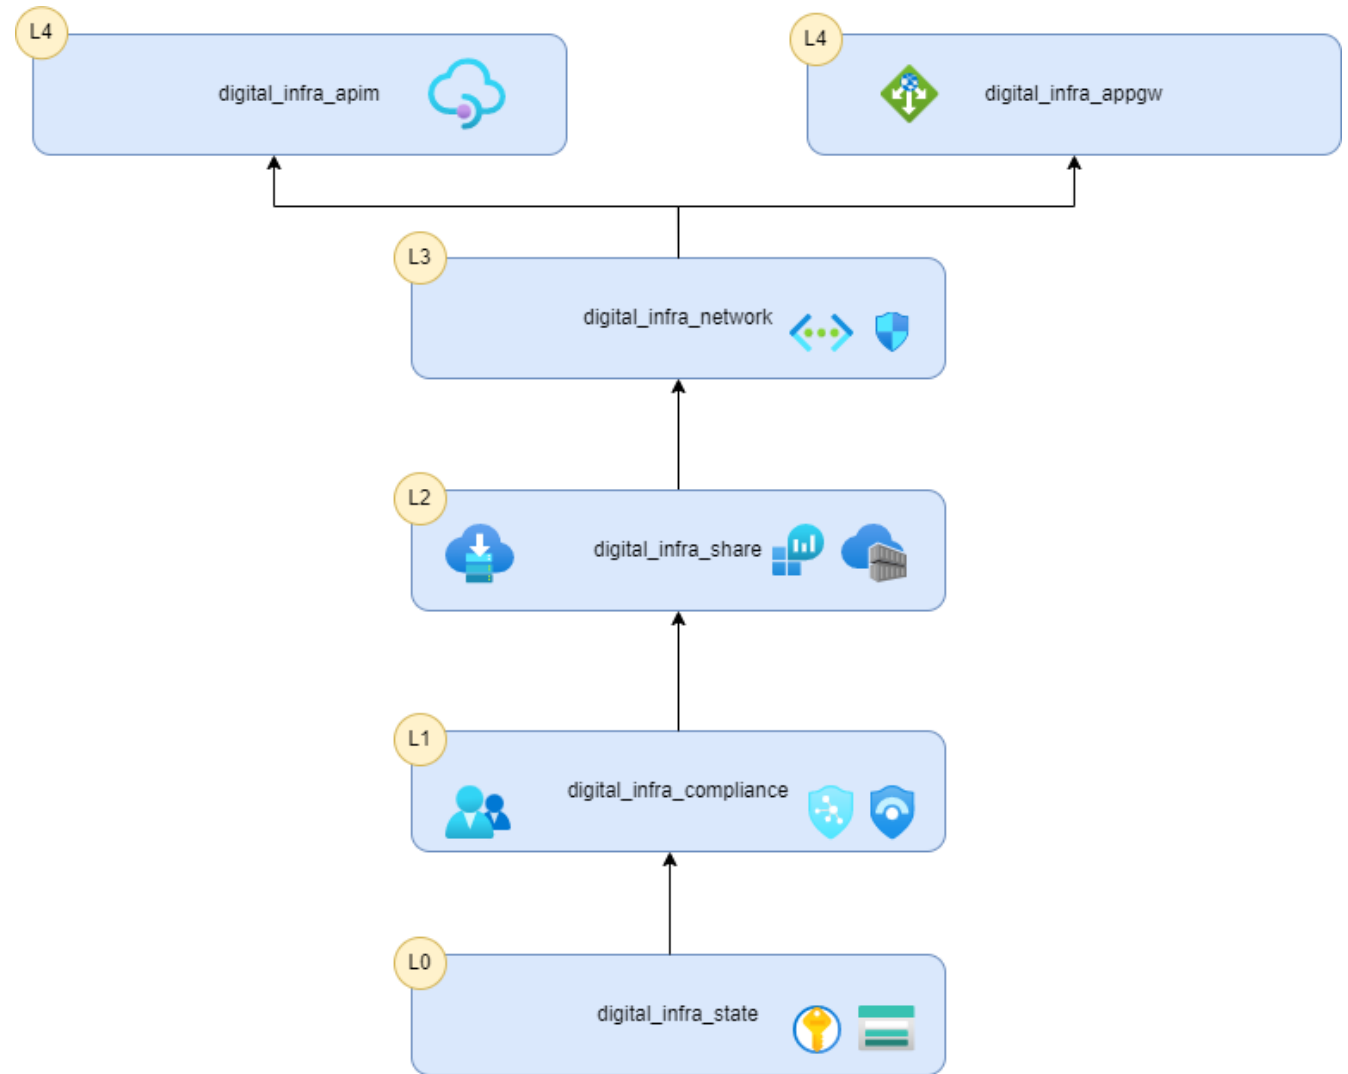 L4
digital_infra_apim
L4
digital_infra_appgw
L3
digital_infra_network
L2
digital_infra_share
L1
digital_infra_compliance
L0
digital_infra_state